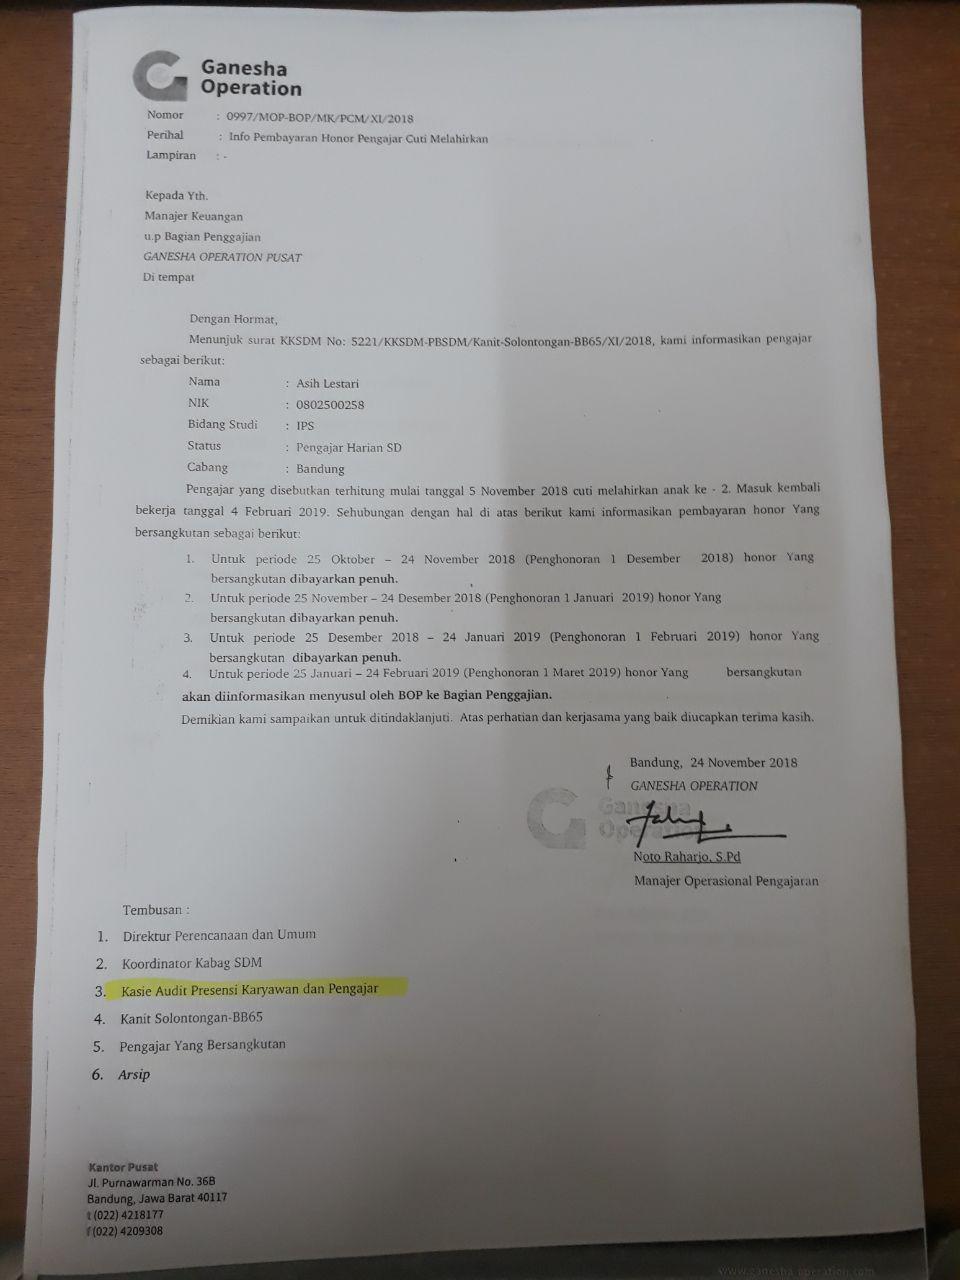 Ganesha
Operation
Nomor : 0997/MOP-BOP/MK/PCM/XI/2018
Perihal : Info Pembayaran Honor Pengajar Cuti Melahirkan
Lampiran : -
Kepada Yth.
Manajer Keuangan
u.p Bagian Penggajian
GANESHA OPERATION PUSAT
Di tempat
Dengan Hormat,
Menunjuk surat KKSDM No: 5221/KKSDM-PBSDM/Kanit-Solontongan-BB65/XI/2018, kami informasikan pengajar
sebagai berikut:
Nama : Asih Lestari
NIK : 0802500258
Bidang Studi : IPS
Status : Pengajar Harian SD
Cabang : Bandung
Pengajar yang disebutkan terhitung mulai tanggal 5 November 2018 cuti melahirkan anak ke - 2. Masuk kembali
bekerja tanggal 4 Februari 2019. Sehubungan dengan hal di atas berikut kami informasikan pembayaran honor Yang
bersangkutan sebagai berikut:
1. Untuk periode 25 Oktober – 24 November 2018 (Penghonoran 1 Desember 2018) honor Yang
bersangkutan dibayarkan penuh.
2. Untuk periode 25 November – 24 Desember 2018 (Penghonoran 1 Januari 2019) honor Yang
bersangkutan dibayarkan penuh.
3. Untuk periode 25 Desember 2018 – 24 Januari 2019 (Penghonoran 1 Februari 2019) honor Yang
bersangkutan dibayarkan penuh.
4. Untuk periode 25 Januari – 24 Februari 2019 (Penghonoran 1 Maret 2019) honor Yang bersangkutan
akan diinformasikan menyusul oleh BOP ke Bagian Penggajian.
Demikian kami sampaikan untuk ditindaklanjuti. Atas perhatian dan kerjasama yang baik diucapkan terima kasih.
Bandung, 24 November 2018
GANESHA OPERATION
Ganesha
Operation
Noto Raharjo, S.Pd
Manajer Operasional Pengajaran
Tembusan :
1. Direktur Perencanaan dan Umum
2. Koordinator Kabag SDM
3. Kasie Audit Presensi Karyawan dan Pengajar
4. Kanit Solontongan-BB65
5. Pengajar Yang Bersangkutan
6. Arsip
Kantor Pusat
Jl. Purnawarman No. 36B
Bandung, Jawa Barat 40117
t (022) 4218177
f (022) 4209308
www.ganesha-operation.com